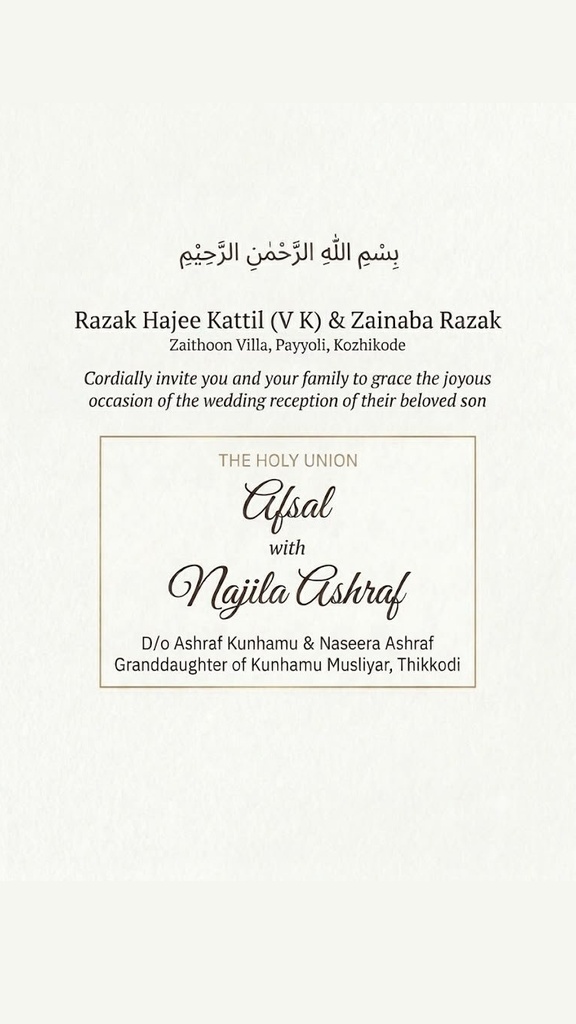 بِسْمِ اللّٰهِ الرَّحْمٰنِ الرَّحِيْمِ
Razak Hajee Kattil (V K) & Zainaba Razak
Zaithoon Villa, Payyoli, Kozhikode
Cordially invite you and your family to grace the joyous
occasion of the wedding reception of their beloved son
THE HOLY UNION
Afsal
with
Najila Ashraf
D/o Ashraf Kunhamu & Naseera Ashraf
Granddaughter of Kunhamu Musliyar, Thikkodi